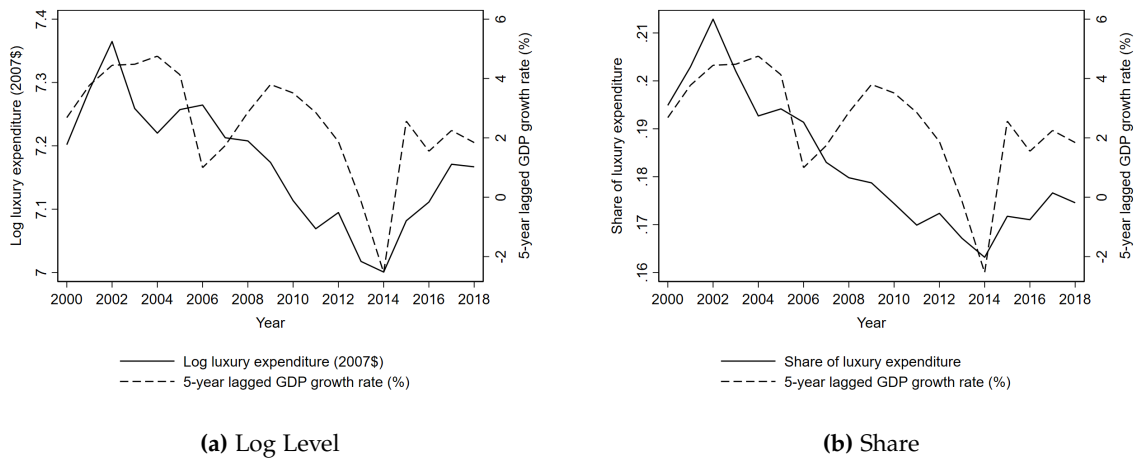 7.4
7.3
7.2
7.1
7
Log luxury expenditure (2007$)
6
4
2
0
-2
5-year lagged GDP growth rate (%)
2000 2002 2004 2006 2008 2010 2012 2014 2016 2018
Year
Log luxury expenditure (2007$)
5-year lagged GDP growth rate (%)
(a) Log Level
.21
.2
.19
.18
.17
.16
Share of luxury expenditure
6
4
2
0
-2
5-year lagged GDP growth rate (%)
2000 2002 2004 2006 2008 2010 2012 2014 2016 2018
Year
Share of luxury expenditure
5-year lagged GDP growth rate (%)
(b) Share